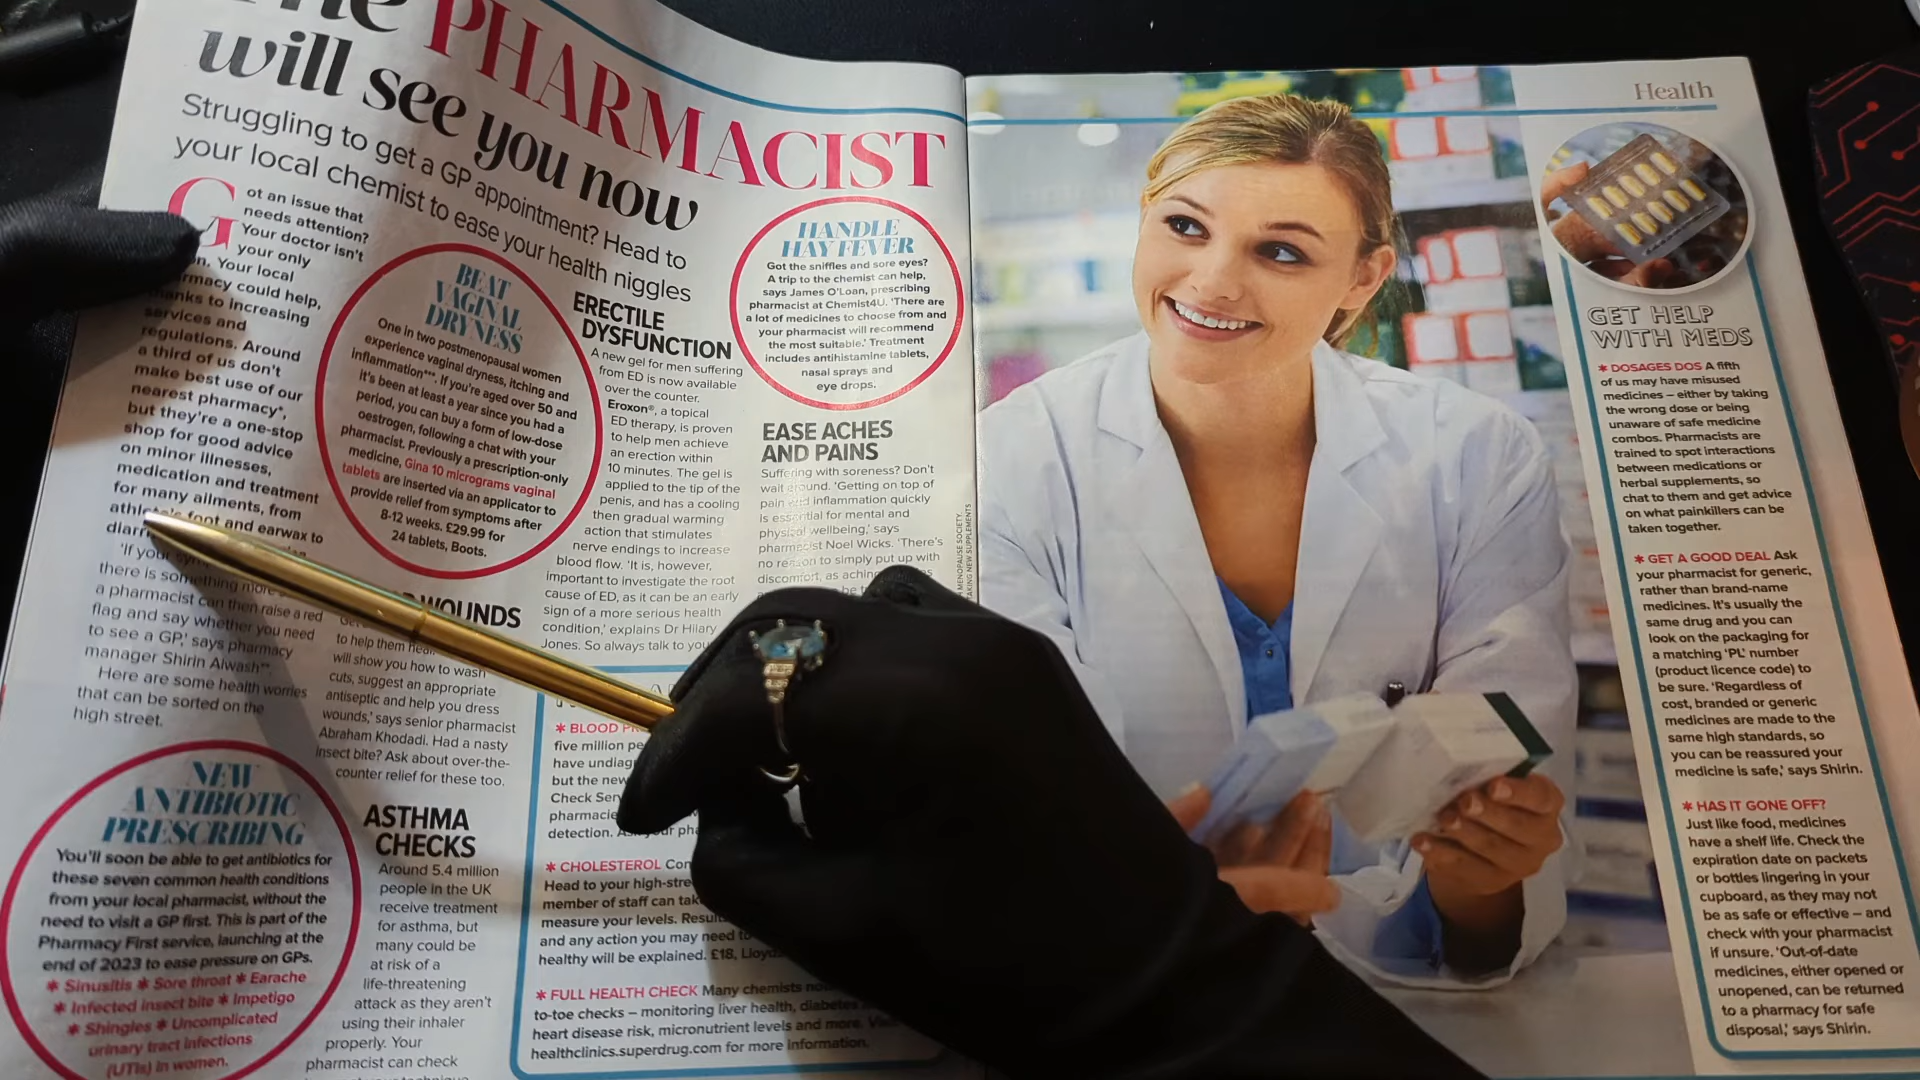 The PHARMACIST
will see you now
Struggling to get a GP appointment? Head to
your local chemist to ease your health niggles
Got an issue that
needs attention?
Your doctor isn't
your only
Your local
could help,
to increasing
services and
regulations. Around
a third of us don't
make best use of our
nearest pharmacy*,
but they're a one-stop
shop for good advice
on minor illnesses,
medication and treatment
for many ailments, from
foot and earwax to
'If your
there is something more
a pharmacist can then raise a red
flag and say whether you need
to see a GP,' says pharmacy
manager Shirin Alwash**.
Here are some health worries
that can be sorted on the
high street.
NEW
ANTIBIOTIC
PRESCRIBING
You'll soon be able to get antibiotics for
these seven common health conditions
from your local pharmacist, without the
need to visit a GP first. This is part of the
Pharmacy First service, launching at the
end of 2023 to ease pressure on GPs.
* Sinusitis * Sore throat * Earache
* Infected insect bite * Impetigo
* Shingles * Uncomplicated
urinary tract infections
(UTIs) in women.
BEAT
VAGINAL
DRYNESS
One in two postmenopausal women
experience vaginal dryness, itching and
inflammation***. If you're aged over 50 and
it's been at least a year since you had a
period, you can buy a form of low-dose
oestrogen, following a chat with your
pharmacist. Previously a prescription-only
medicine, Gina 10 micrograms vaginal
tablets are inserted via an applicator to
provide relief from symptoms after
8-12 weeks. £29.99 for
24 tablets, Boots.
WOUNDS
to help them heal.
will show you how to wash
cuts, suggest an appropriate
antiseptic and help you dress
wounds,' says senior pharmacist
Abraham Khodadi. Had a nasty
insect bite? Ask about over-the-
counter relief for these too.
ASTHMA
CHECKS
Around 5.4 million
people in the UK
receive treatment
for asthma, but
many could be
at risk of a
life-threatening
attack as they aren't
using their inhaler
properly. Your
pharmacist can check
ERECTILE
DYSFUNCTION
A new gel for men suffering
from ED is now available
over the counter.
Eroxon®, a topical
ED therapy, is proven
to help men achieve
an erection within
10 minutes. The gel is
applied to the tip of the
penis, and has a cooling
then gradual warming
action that stimulates
nerve endings to increase
blood flow. 'It is, however,
important to investigate the root
cause of ED, as it can be an early
sign of a more serious health
condition,' explains Dr Hilary
Jones. So always talk to your
HANDLE
HAY FEVER
Got the sniffles and sore eyes?
A trip to the chemist can help,
says James O'Loan, prescribing
pharmacist at Chemist4U. 'There are
a lot of medicines to choose from and
your pharmacist will recommend
the most suitable.' Treatment
includes antihistamine tablets,
nasal sprays and
eye drops.
EASE ACHES
AND PAINS
Suffering with soreness? Don't
wait around. 'Getting on top of
pain and inflammation quickly
is essential for mental and
physical wellbeing,' says
pharmacist Noel Wicks. 'There's
no reason to simply put up with
discomfort, as aching
MENOPAUSE SOCIETY.
TAKING NEW SUPPLEMENTS
* BLOOD
five million
have
but the new
Check
detection.
* CHOLESTEROL
Head to your
member of staff can
measure your levels.
and any action you may need to
healthy will be explained. £18,
* FULL HEALTH CHECK Many chemists
to-toe checks – monitoring liver health, diabetes
heart disease risk, micronutrient levels and more.
healthclinics.superdrug.com for more information.
Health
GET HELP
WITH MEDS
* DOSAGES DOS A fifth
of us may have misused
medicines – either by taking
the wrong dose or being
unaware of safe medicine
combos. Pharmacists are
trained to spot interactions
between medications or
herbal supplements, so
chat to them and get advice
on what painkillers can be
taken together.
* GET A GOOD DEAL Ask
your pharmacist for generic,
rather than brand-name
medicines. It's usually the
same drug and you can
look on the packaging for
a matching 'PL' number
(product licence code) to
be sure. 'Regardless of
cost, branded or generic
medicines are made to the
same high standards, so
you can be reassured your
medicine is safe,' says Shirin.
* HAS IT GONE OFF?
Just like food, medicines
have a shelf life. Check the
expiration date on packets
or bottles lingering in your
cupboard, as they may not
be as safe or effective – and
check with your pharmacist
if unsure. 'Out-of-date
medicines, either opened or
unopened, can be returned
to a pharmacy for safe
disposal,' says Shirin.